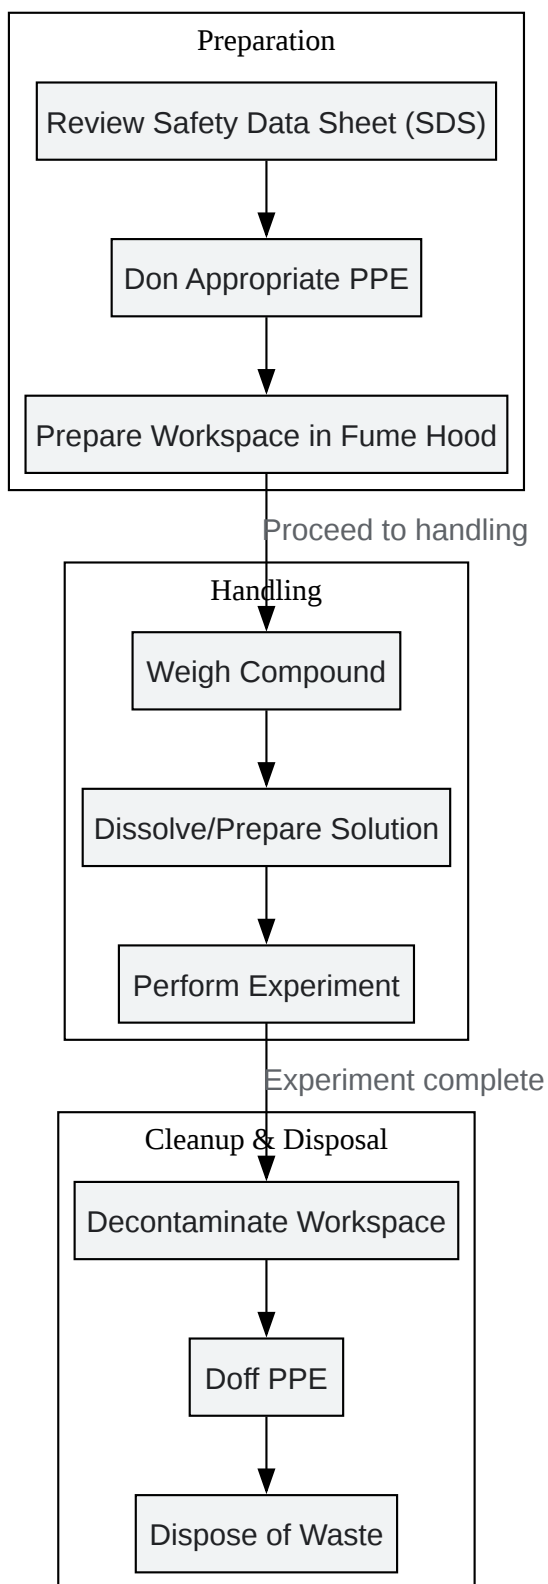 Preparation
Review Safety Data Sheet (SDS)
Don Appropriate PPE
Prepare Workspace in Fume Hood
Proceed to handling
Handling
Weigh Compound
Dissolve/Prepare Solution
Perform Experiment
Experiment complete
Cleanup & Disposal
Decontaminate Workspace
Doff PPE
Dispose of Waste